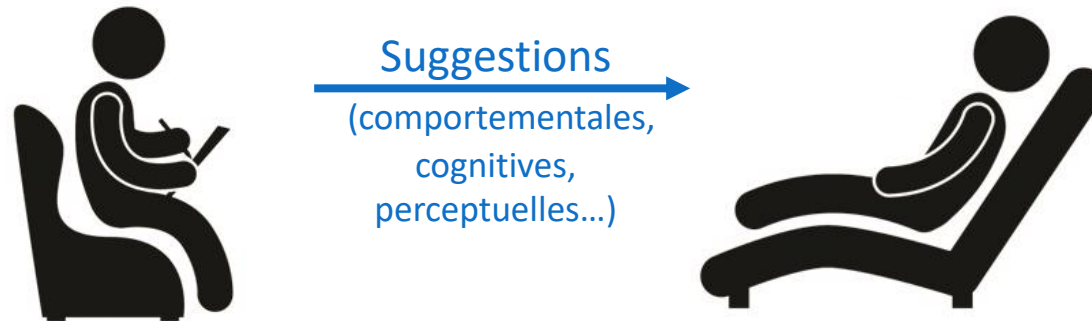 Suggestions
(comportementales,
cognitives,
perceptuelles…)